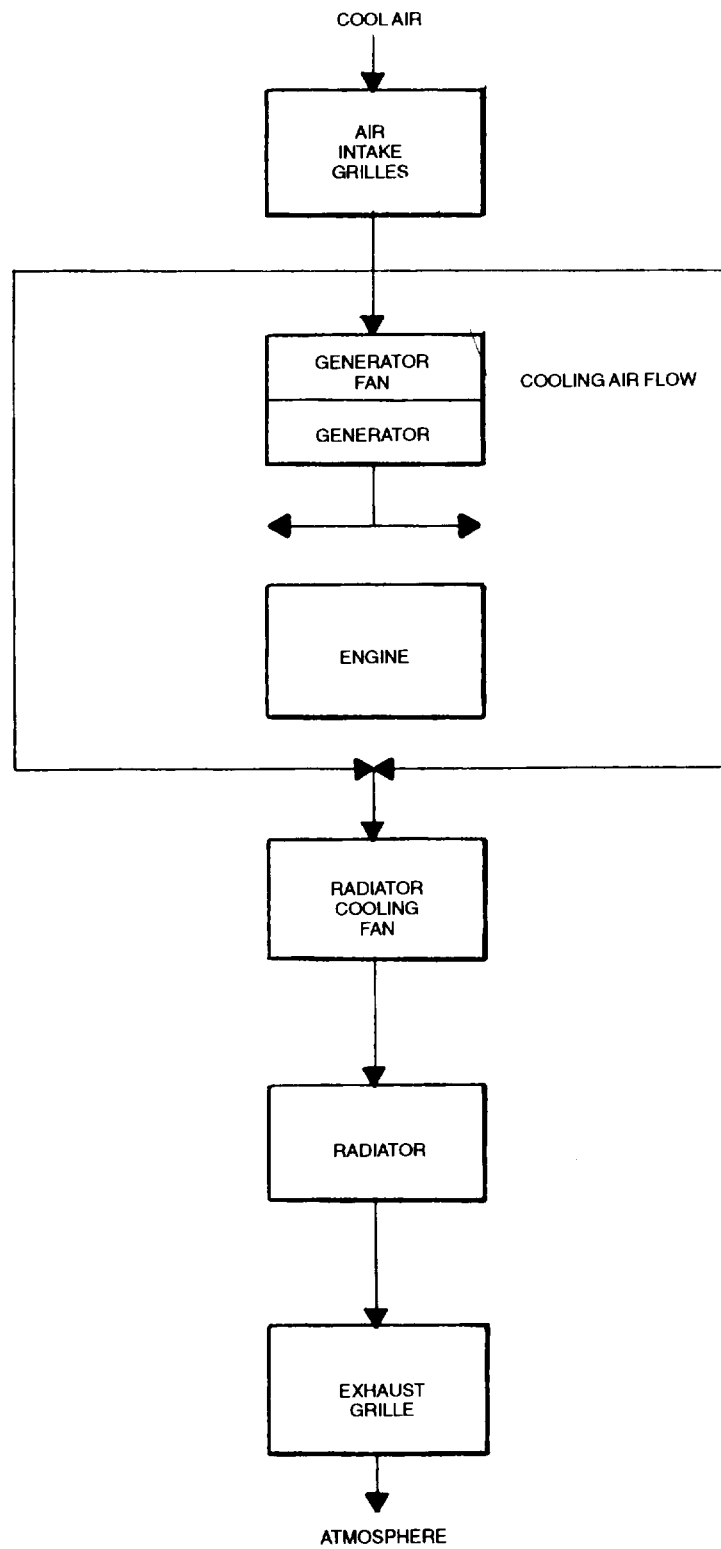 COOL AIR
AIR
INTAKE
GRILLES
GENERATOR
FAN
COOLING AIR FLOW
GENERATOR
ENGINE
RADIATOR
COOLING
FAN
RADIATOR
EXHAUST
GRILLE
ATMOSPHERE